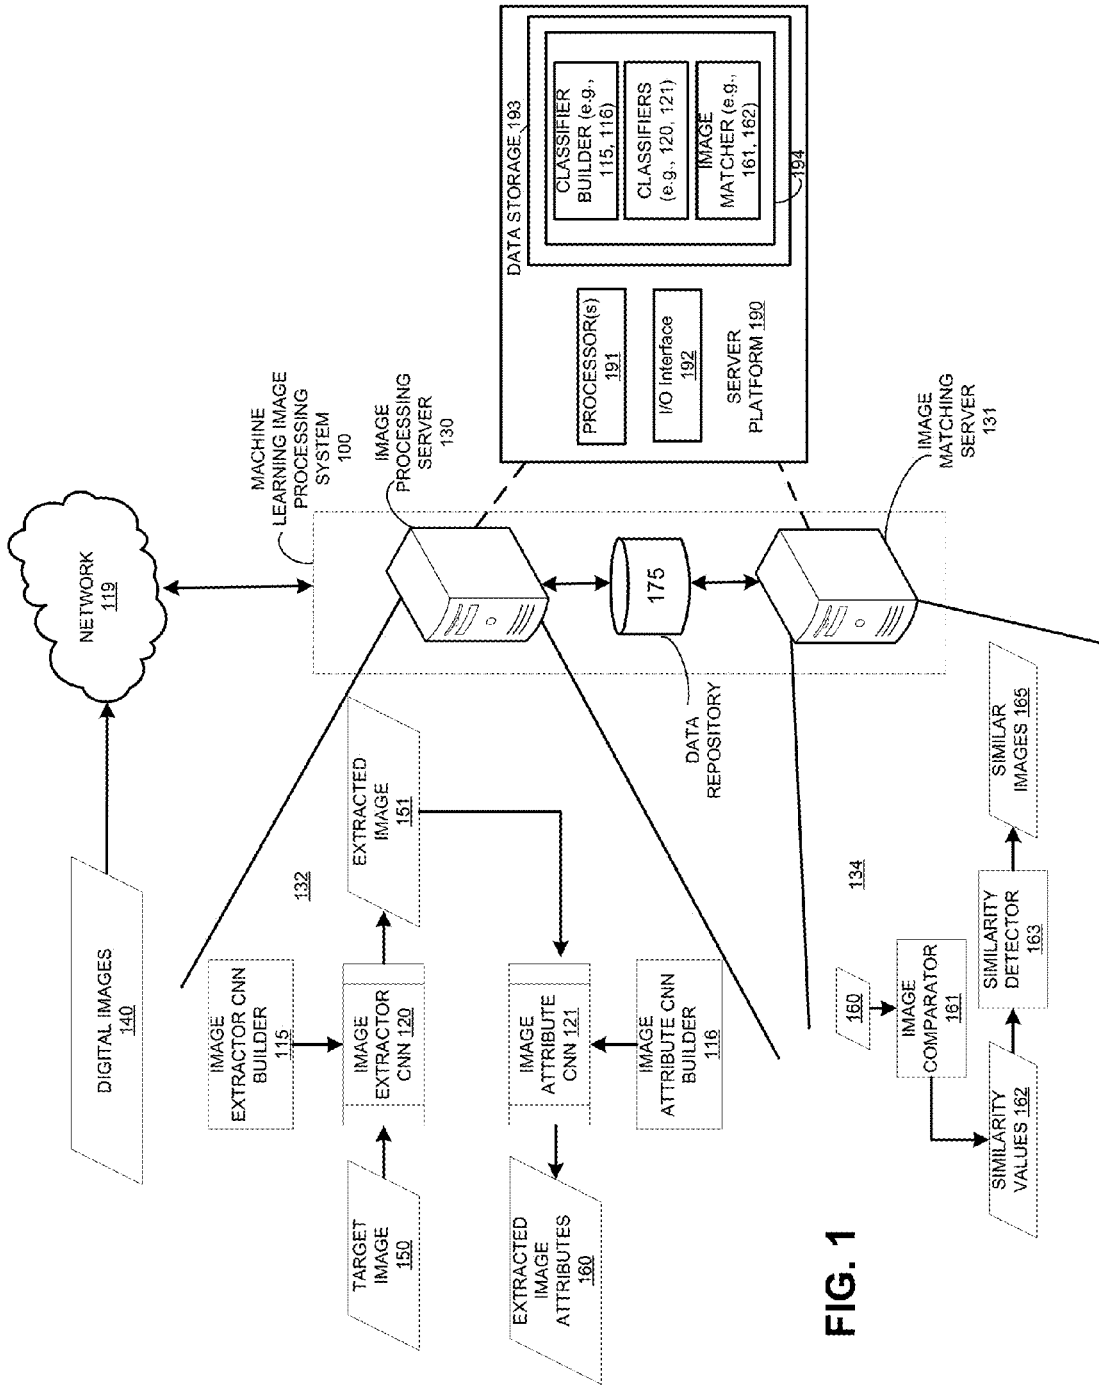 DIGITAL IMAGES
140
NETWORK
119
MACHINE
LEARNING IMAGE
PROCESSING
SYSTEM
100
IMAGE
EXTRACTOR CNN
BUILDER
115
132
IMAGE
PROCESSING
SERVER
130
TARGET
IMAGE
150
IMAGE
EXTRACTOR
CNN 120
EXTRACTED
IMAGE
151
EXTRACTED
IMAGE
ATTRIBUTES
160
IMAGE
ATTRIBUTE
CNN 121
IMAGE
ATTRIBUTE CNN
BUILDER
116
DATA
REPOSITORY
175
DATA STORAGE 193
CLASSIFIER
BUILDER (e.g.,
115, 116)
CLASSIFIERS
(e.g., 120, 121)
IMAGE
MATCHER (e.g.,
161, 162)
194
PROCESSOR(s)
191
I/O Interface
192
SERVER
PLATFORM 190
134
160
IMAGE
COMPARATOR
161
SIMILARITY
VALUES 162
SIMILARITY
DETECTOR
163
SIMILAR
IMAGES 165
IMAGE
MATCHING
SERVER
131
FIG. 1